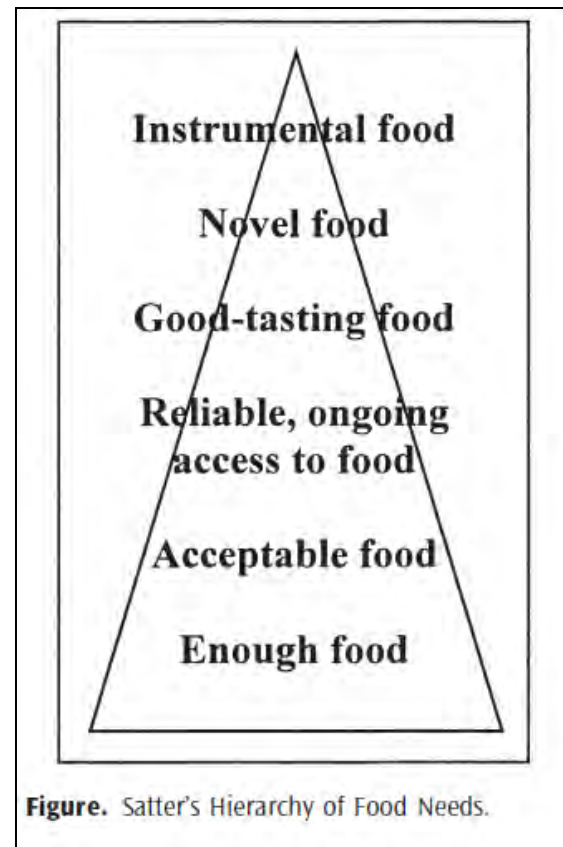 Instrumental food
Novel food
Good-tasting food
Reliable, ongoing
access to food
Acceptable food
Enough food
Figure. Satter's Hierarchy of Food Needs.